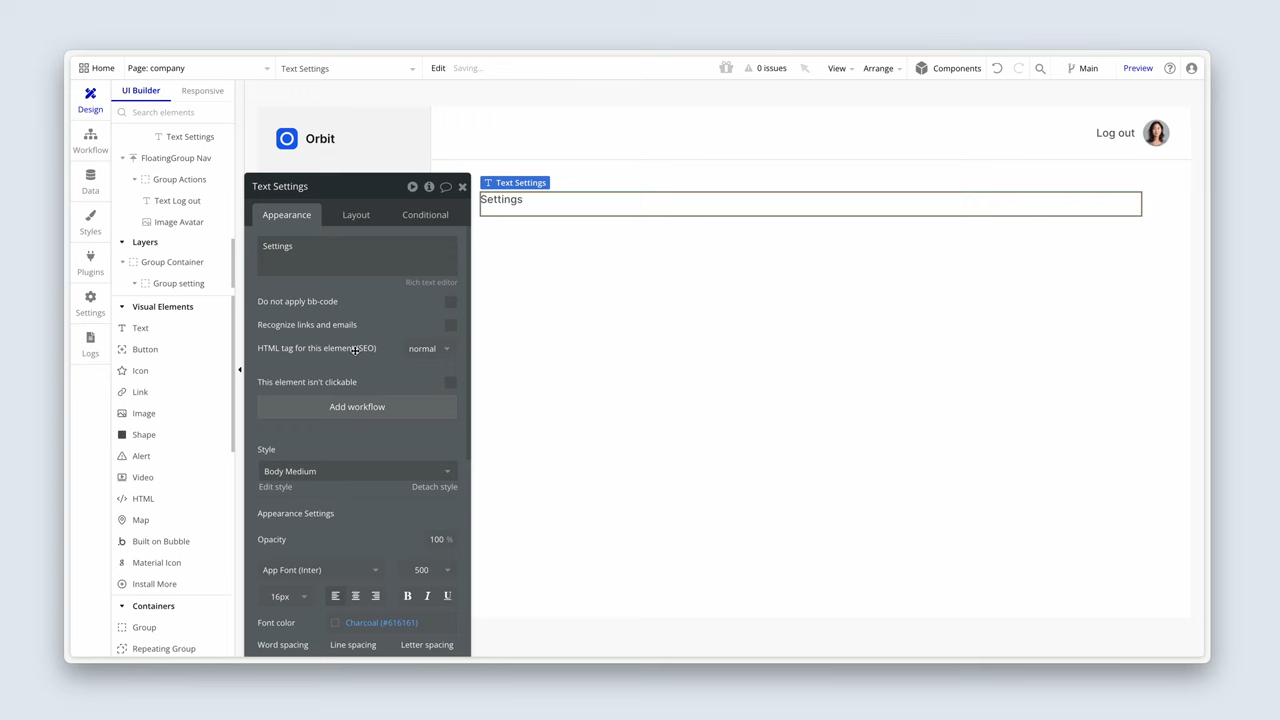 Home
Page: company
Text Settings
Edit
Saving...
0 issues
View
Arrange
Components
Main
Preview
Design
Workflow
Data
Styles
Plugins
Settings
Logs
UI Builder
Responsive
Search elements
Text Settings
FloatingGroup Nav
Group Actions
Text Log out
Image Avatar
Layers
Group Container
Group setting
Visual Elements
Text
Button
Icon
Link
Image
Shape
Alert
Video
HTML
Map
Built on Bubble
Material Icon
Install More
Containers
Group
Repeating Group
Orbit
Log out
Text Settings
Settings
Text Settings
Appearance
Layout
Conditional
Settings
Rich text editor
Do not apply bb-code
Recognize links and emails
HTML tag for this element (SEO)
normal
This element isn't clickable
Add workflow
Style
Body Medium
Edit style
Detach style
Appearance Settings
Opacity
100 %
App Font (Inter)
500
16px
B I U
Font color
Charcoal (#616161)
Word spacing
Line spacing
Letter spacing